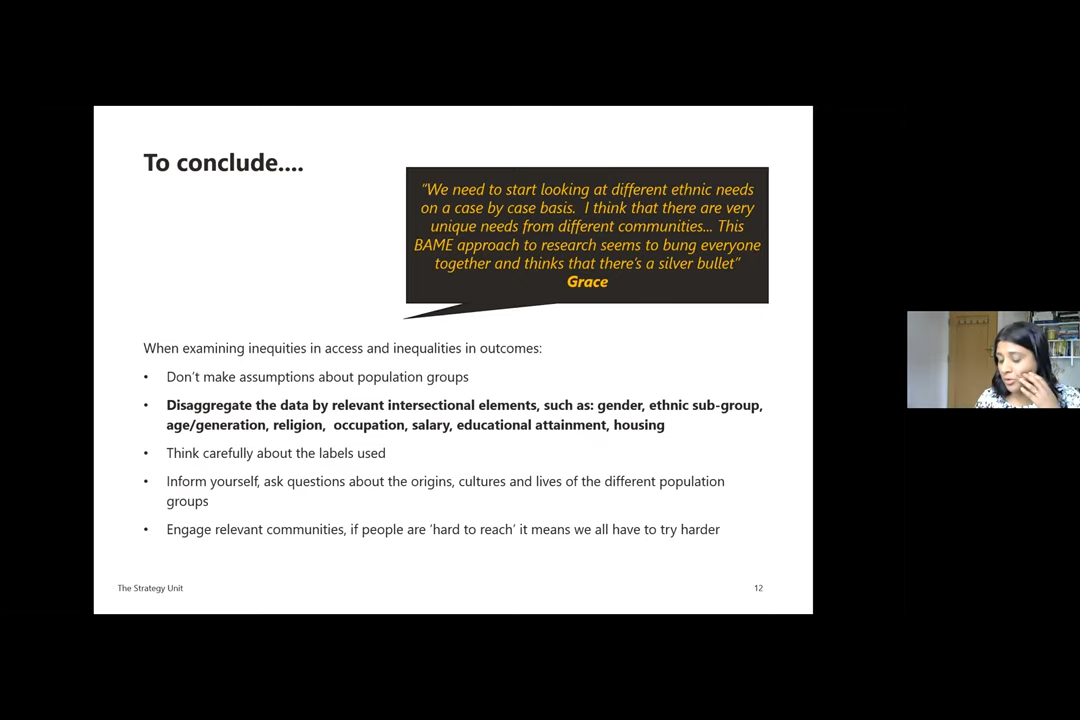 To conclude....
“We need to start looking at different ethnic needs
on a case by case basis.  I think that there are very
unique needs from different communities... This
BAME approach to research seems to bung everyone
together and thinks that there’s a silver bullet”
Grace
When examining inequities in access and inequalities in outcomes:
• Don’t make assumptions about population groups
• Disaggregate the data by relevant intersectional elements, such as: gender, ethnic sub-group,
age/generation, religion,  occupation, salary, educational attainment, housing
• Think carefully about the labels used
• Inform yourself, ask questions about the origins, cultures and lives of the different population
groups
• Engage relevant communities, if people are ‘hard to reach’ it means we all have to try harder
The Strategy Unit
12